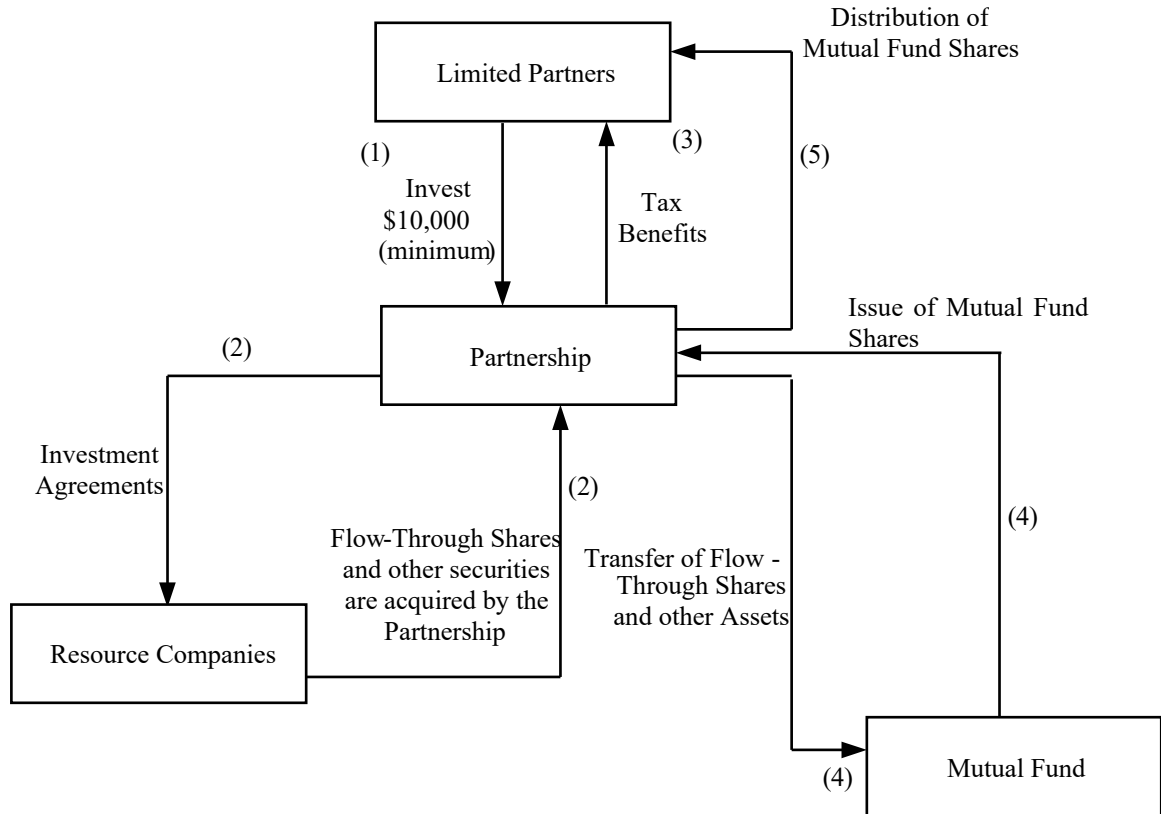 Distribution of
Mutual Fund Shares
Limited Partners
(1)
(3)
(5)
Invest
$10,000
(minimum)
Tax
Benefits
Issue of Mutual Fund
Shares
(2)
Partnership
Investment
Agreements
(2)
(4)
Flow-Through Shares
and other securities
are acquired by the
Partnership
Transfer of Flow -
Through Shares
and other Assets
Resource Companies
(4)
Mutual Fund